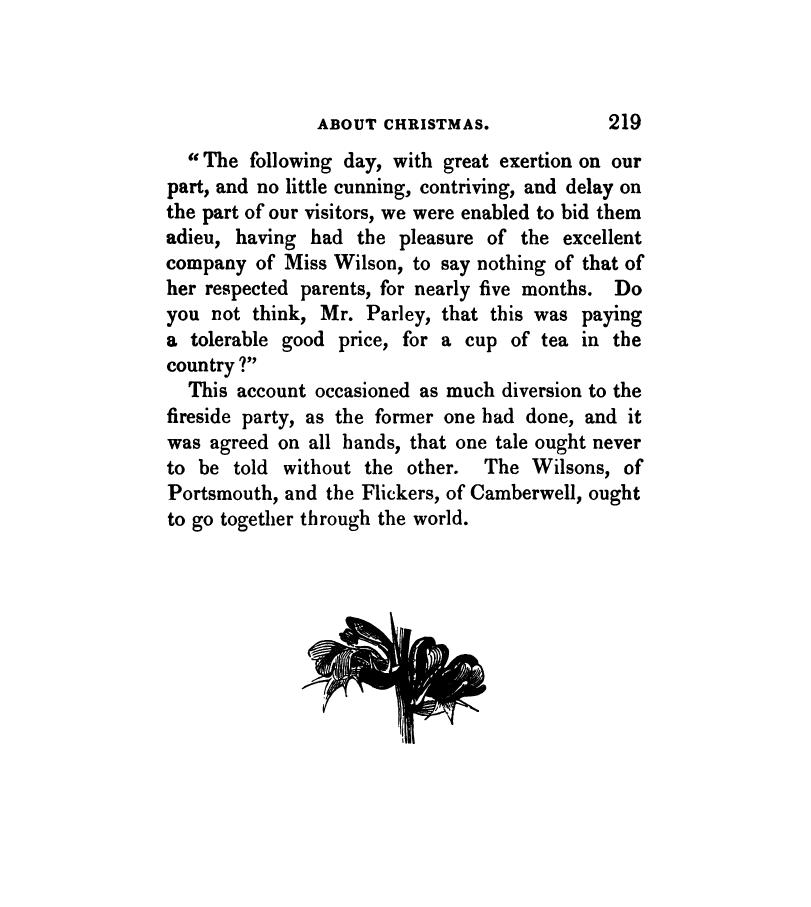 ABOUT CHRISTMAS. 219
“The following day, with great exertion on our
part, and no little cunning, contriving, and delay on
the part of our visitors, we were enabled to bid them
adieu, having had the pleasure of the excellent
company of Miss Wilson, to say nothing of that of
her respected parents, for nearly five months. Do
you not think, Mr. Parley, that this was paying
a tolerable good price, for a cup of tea in the
country?”
This account occasioned as much diversion to the
fireside party, as the former one had done, and it
was agreed on all hands, that one tale ought never
to be told without the other. The Wilsons, of
Portsmouth, and the Flickers, of Camberwell, ought
to go together through the world.